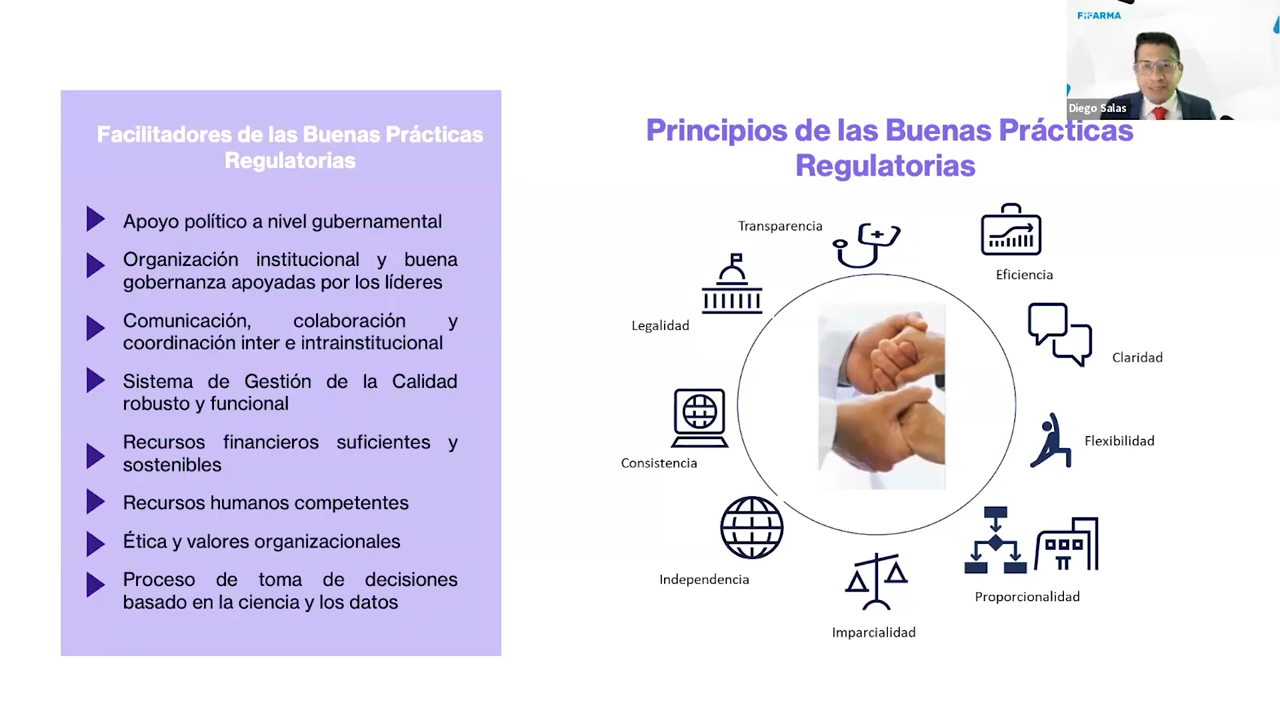 FIFARMA
Diego Salas
Facilitadores de las Buenas Prácticas
Regulatorias
Apoyo político a nivel gubernamental
Organización institucional y buena
gobernanza apoyadas por los líderes
Comunicación, colaboración y
coordinación inter e intrainstitucional
Sistema de Gestión de la Calidad
robusto y funcional
Recursos financieros suficientes y
sostenibles
Recursos humanos competentes
Ética y valores organizacionales
Proceso de toma de decisiones
basado en la ciencia y los datos
Principios de las Buenas Prácticas
Regulatorias
Transparencia
Eficiencia
Legalidad
Claridad
Consistencia
Flexibilidad
Independencia
Proporcionalidad
Imparcialidad